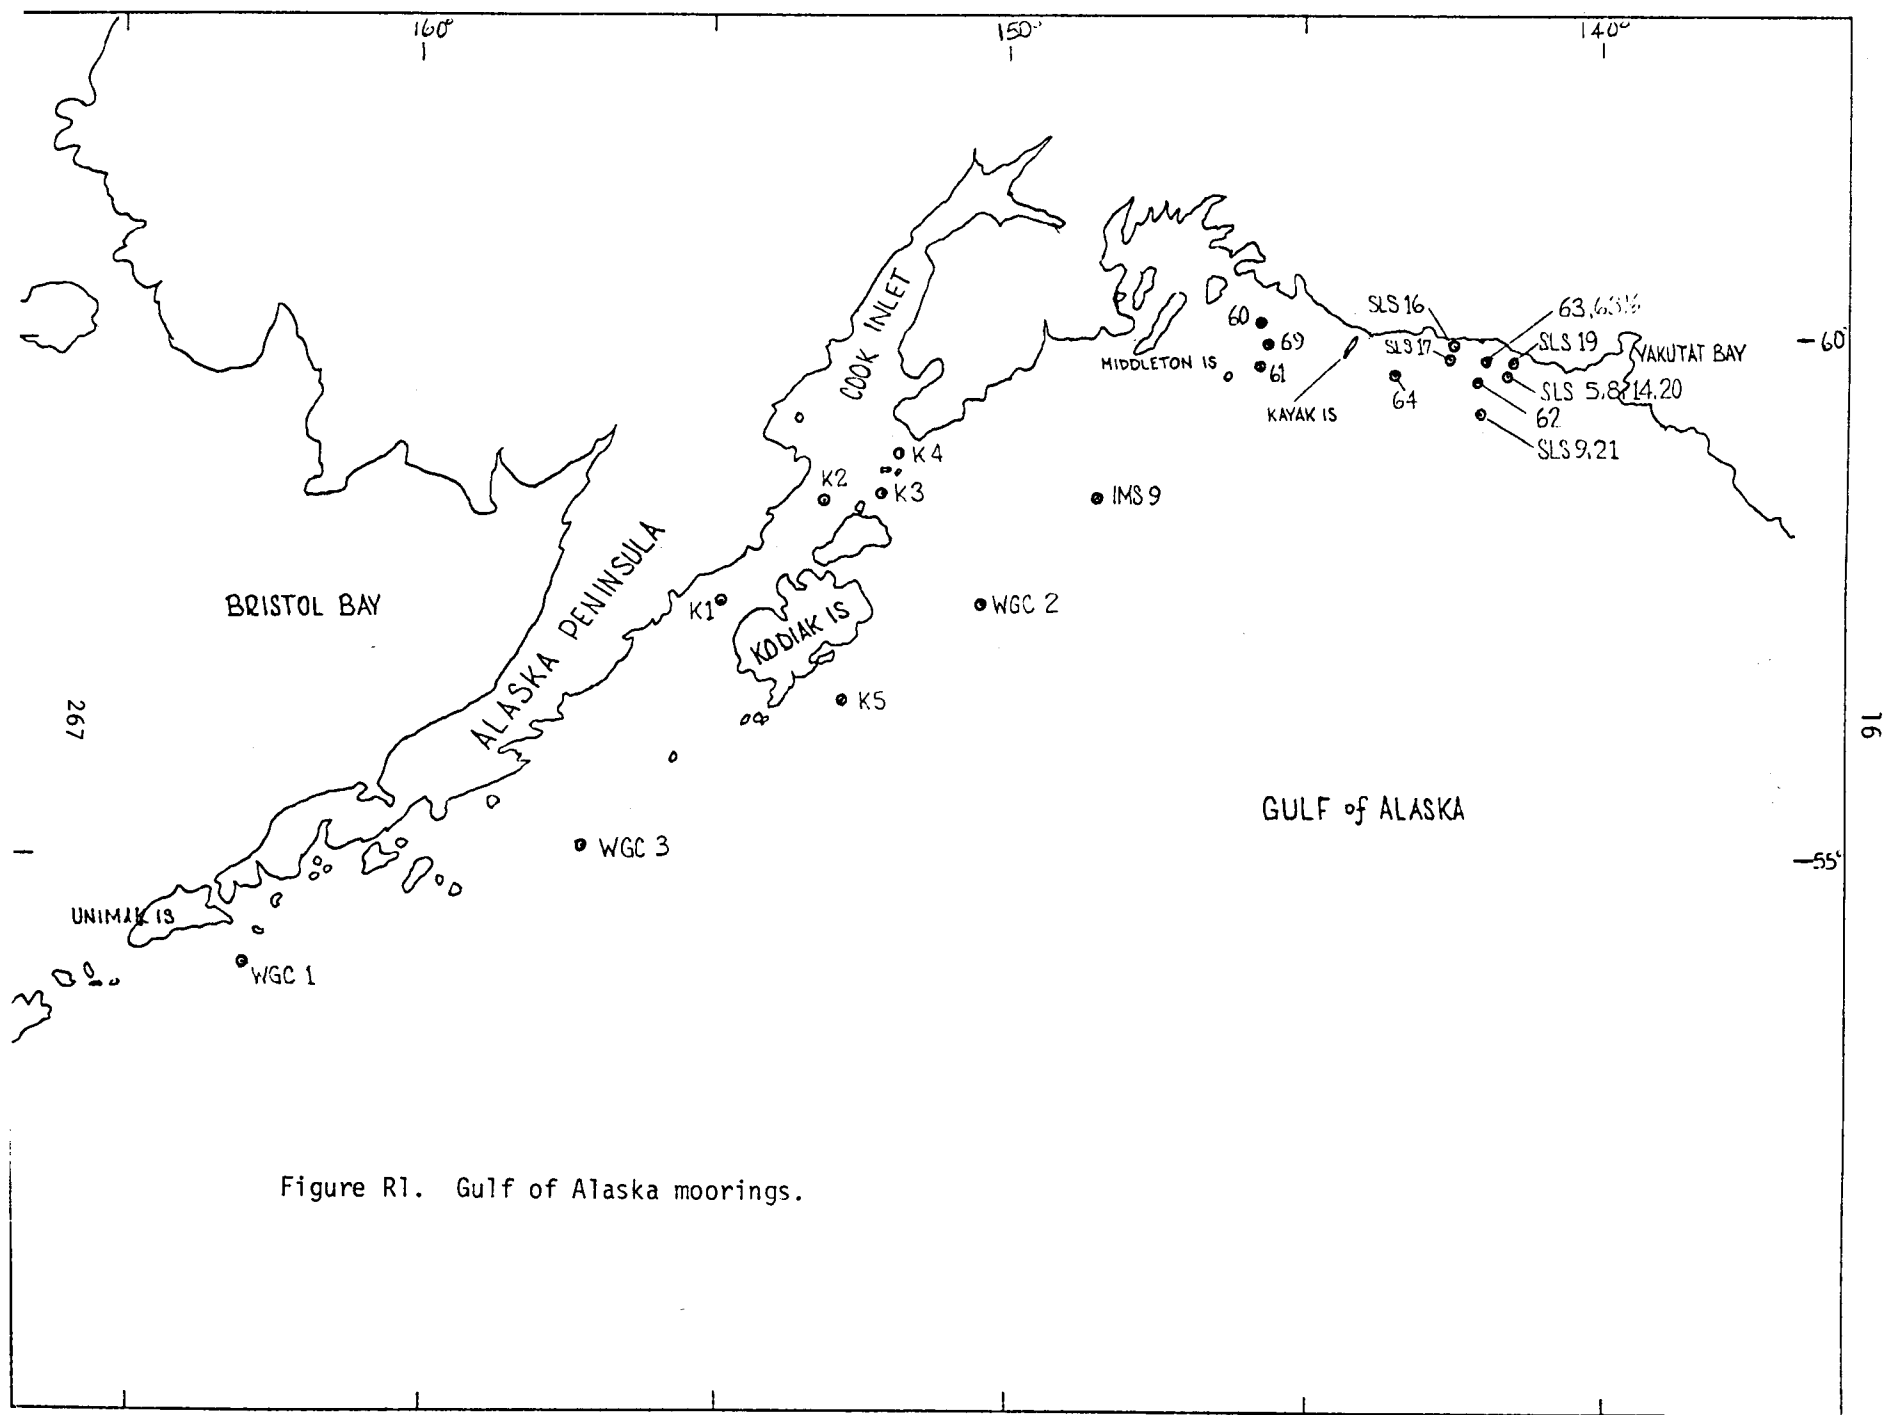 160°
150°
140°
SLS 16
63,63½
COOK INLET
60
69
SLS 17
SLS 19
60°
YAKUTAT BAY
MIDDLETON IS
61
64
KAYAK IS
SLS 5,8,14,20
62
SLS 9,21
K4
K2
K3
IMS 9
ALASKA PENINSULA
BRISTOL BAY
K1
KODIAK IS
WGC 2
K5
267
16
GULF of ALASKA
WGC 3
55°
UNIMAK IS
WGC 1
Figure R1. Gulf of Alaska moorings.